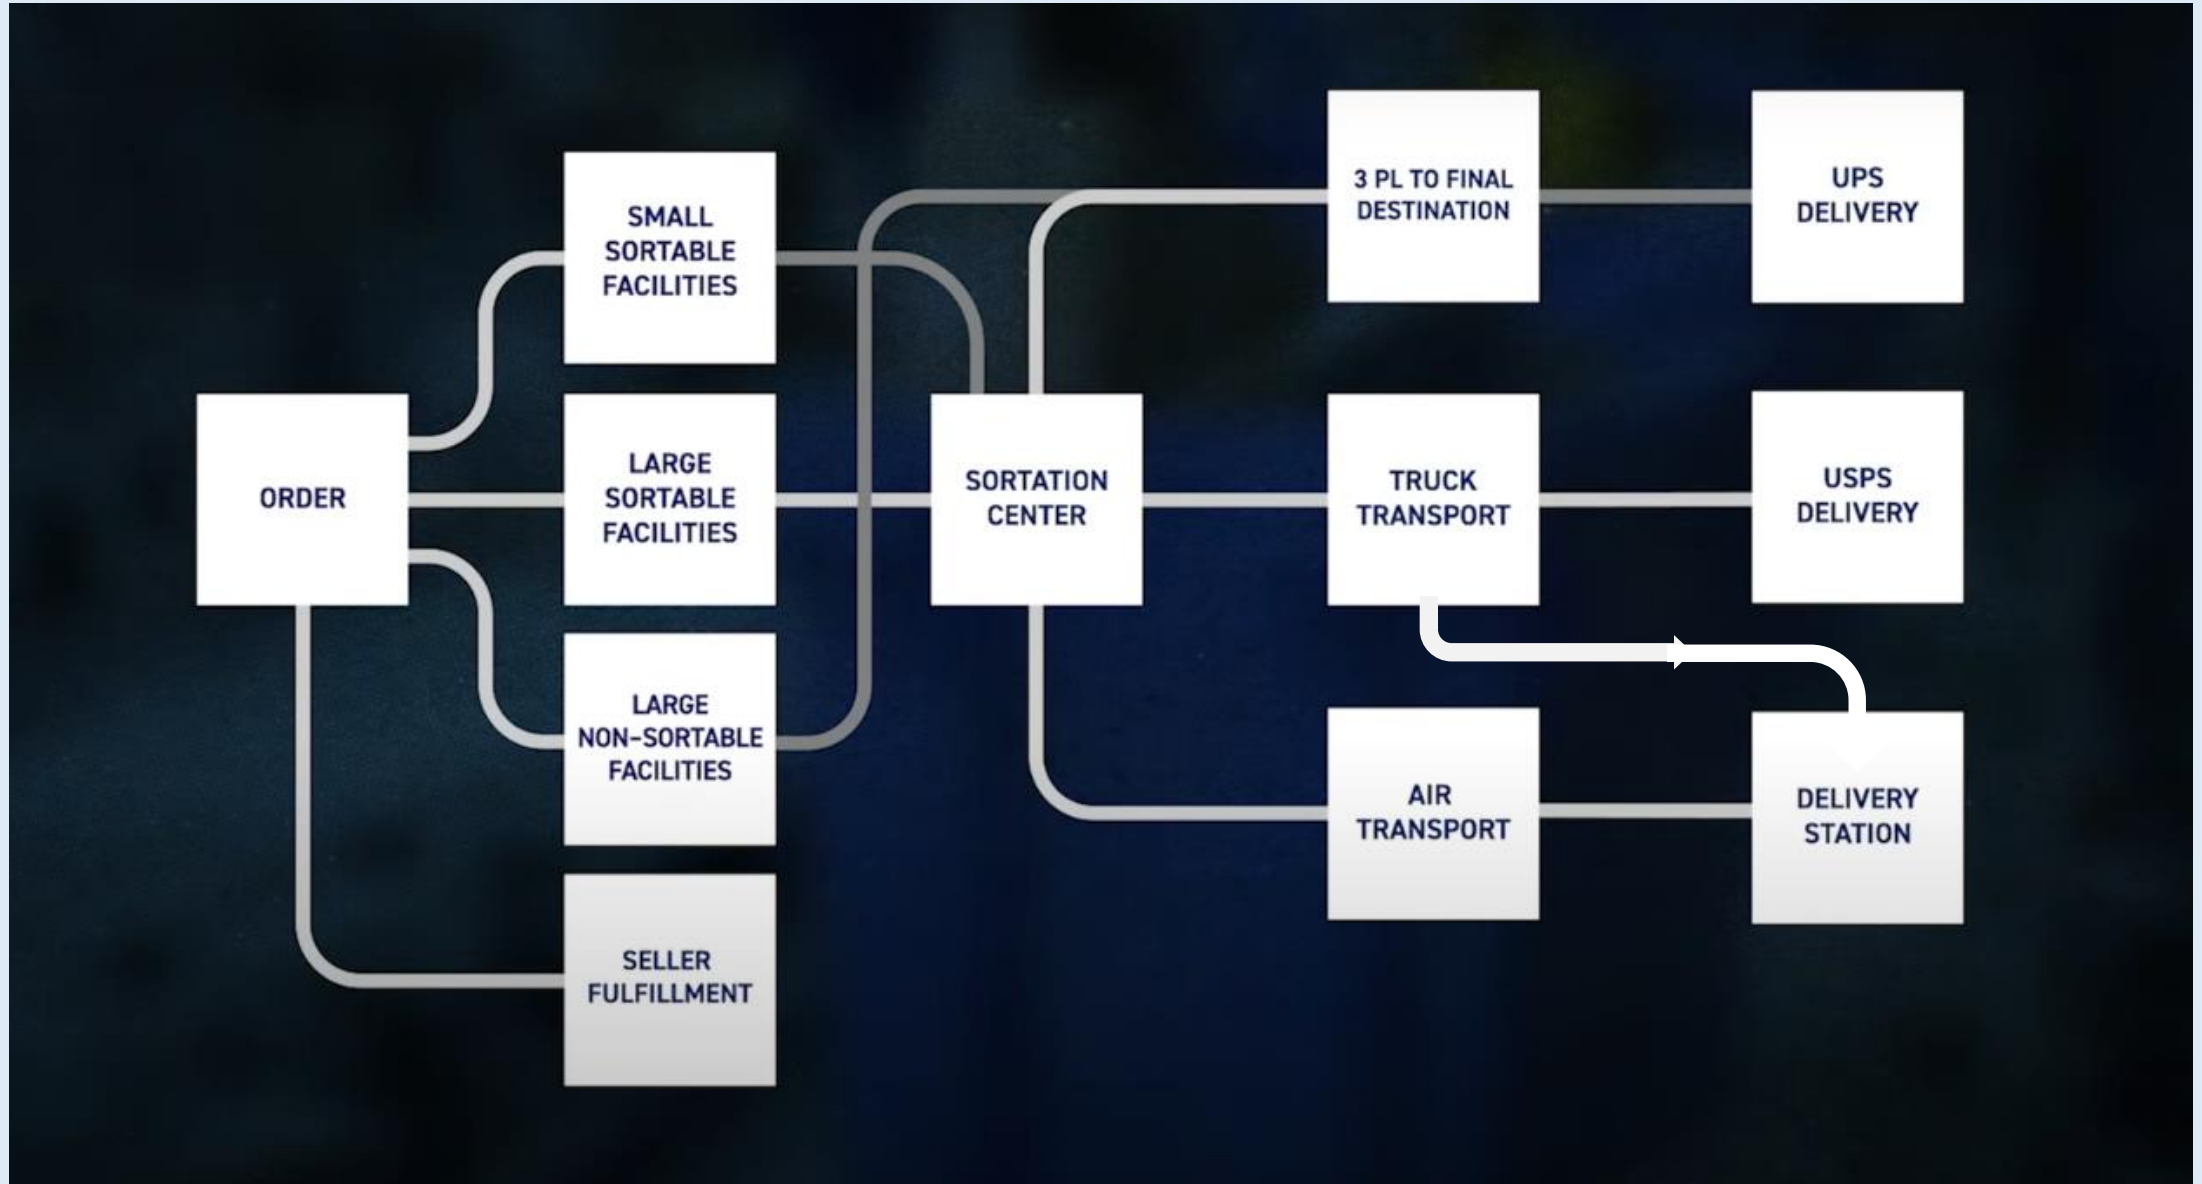 ORDER
SMALL
SORTABLE
FACILITIES
LARGE
SORTABLE
FACILITIES
LARGE
NON-SORTABLE
FACILITIES
SELLER
FULFILLMENT
SORTATION
CENTER
3 PL TO FINAL
DESTINATION
TRUCK
TRANSPORT
AIR
TRANSPORT
UPS
DELIVERY
USPS
DELIVERY
DELIVERY
STATION